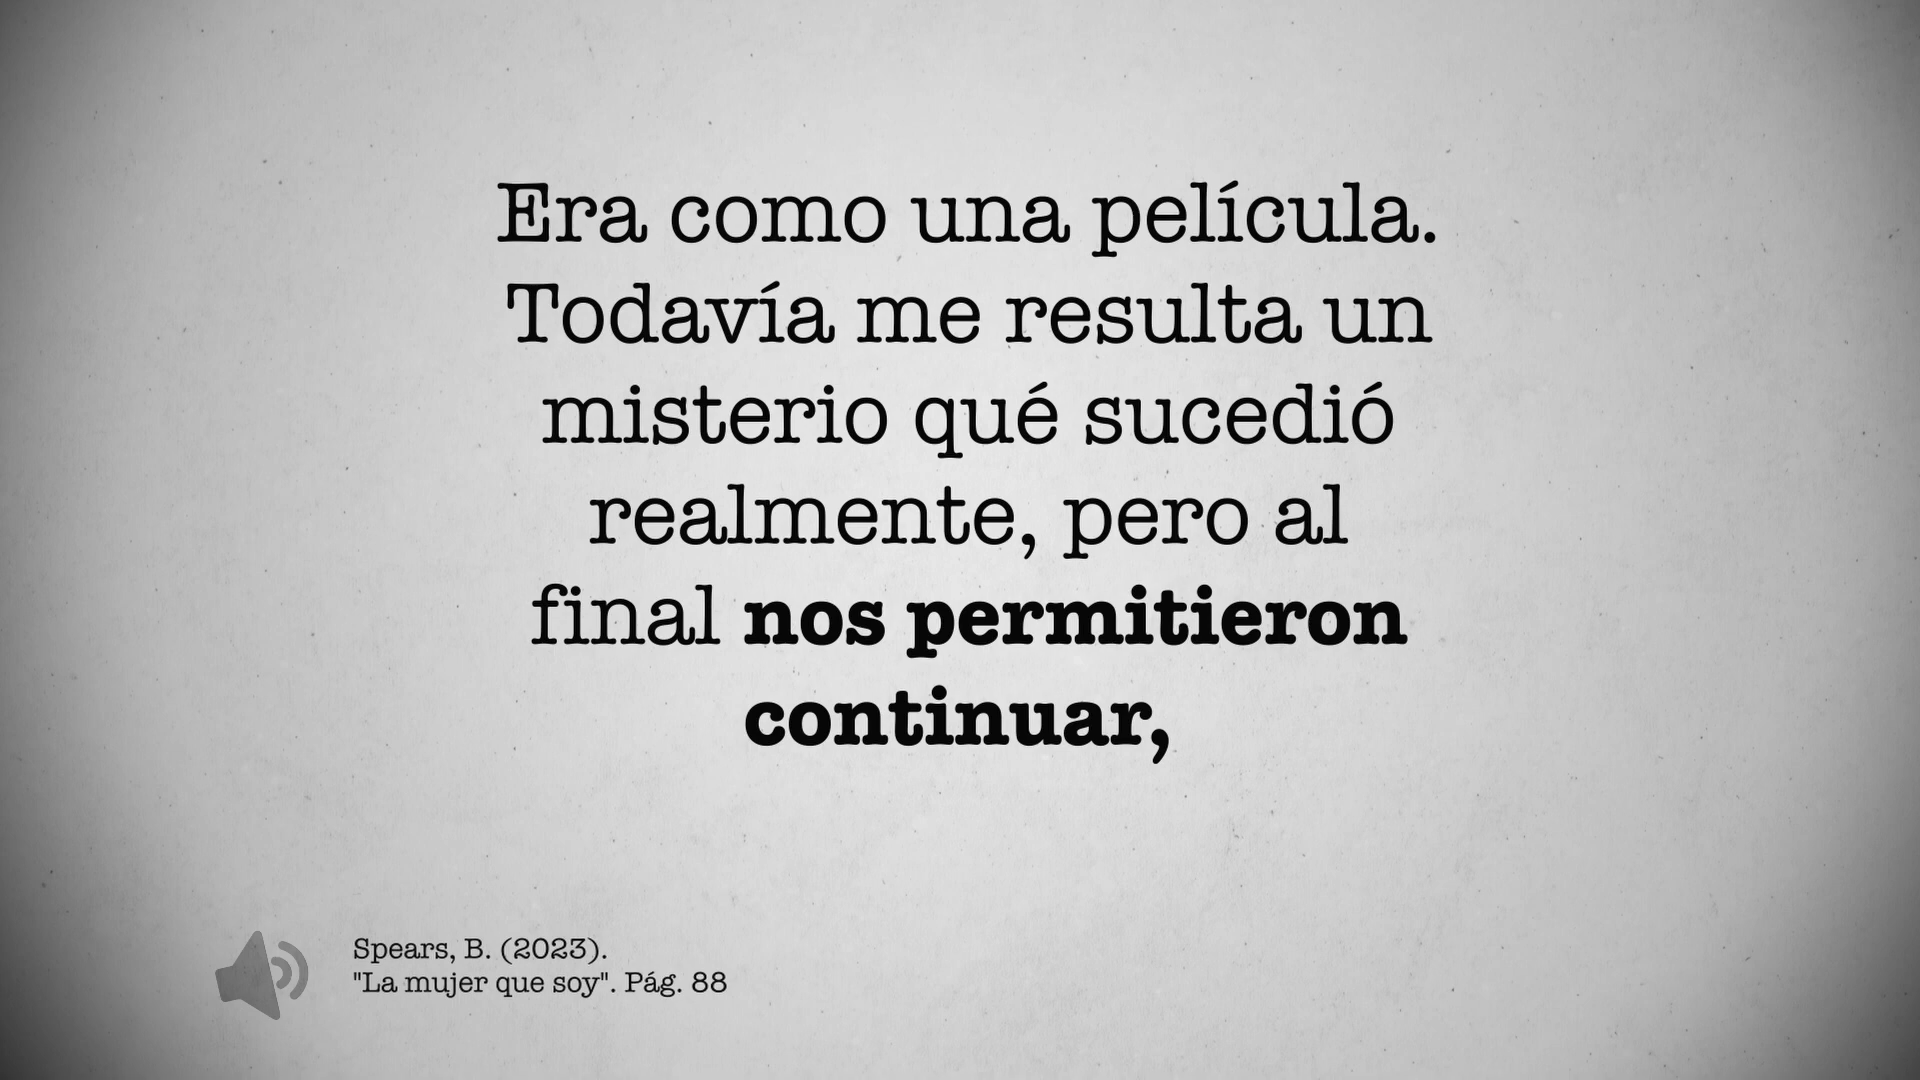 Era como una película.
Todavía me resulta un
misterio qué sucedió
realmente, pero al
final nos permitieron
continuar,
Spears, B. (2023).
"La mujer que soy". Pág. 88